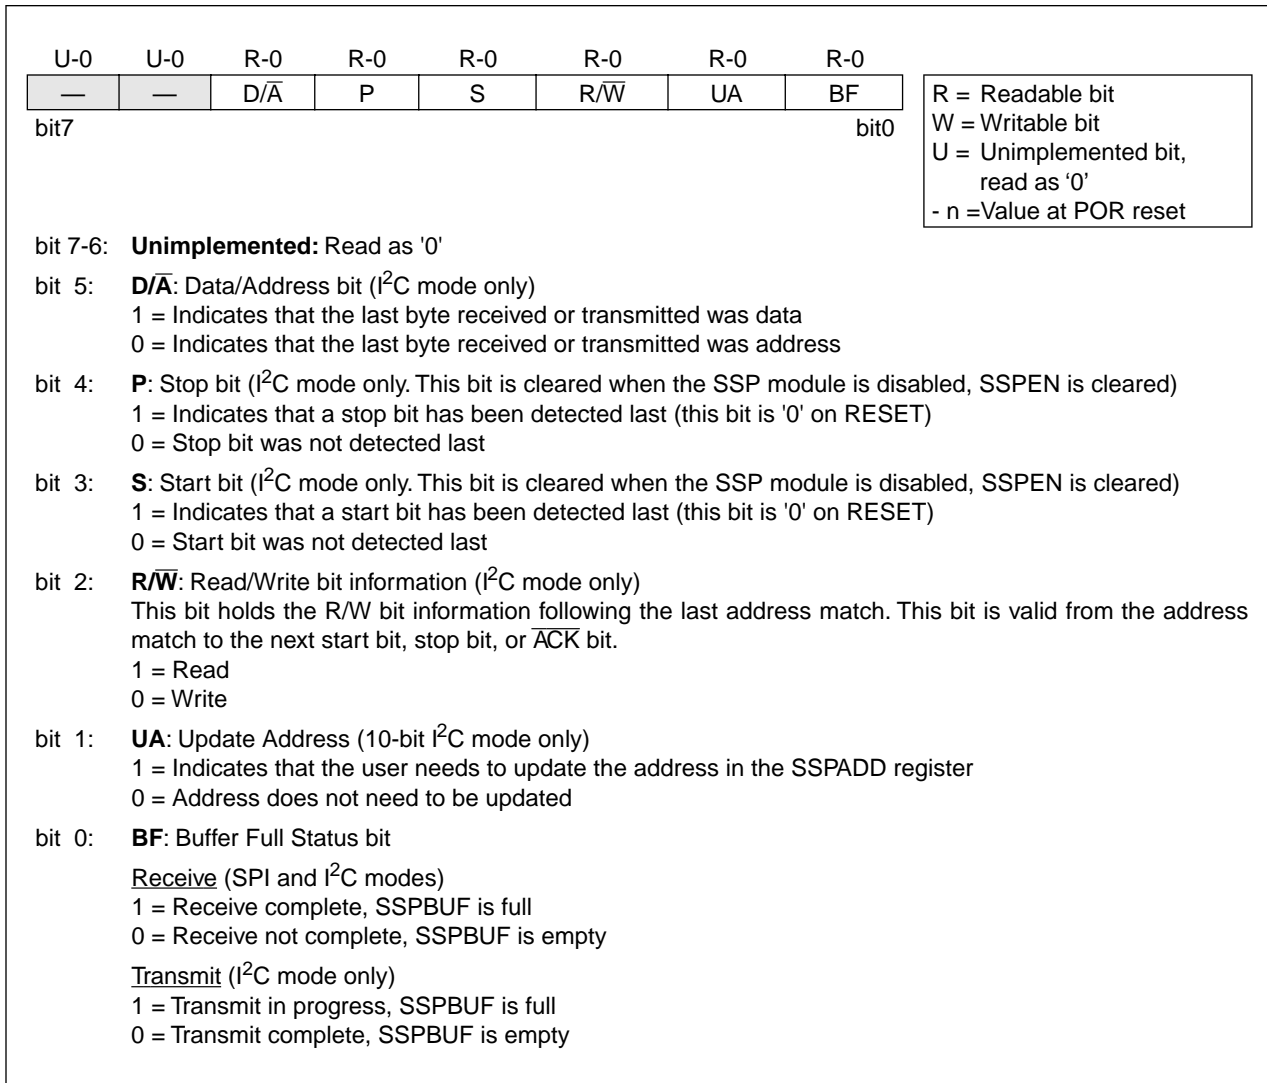 U-0 U-0 R-0 R-0 R-0 R-0 R-0 R-0
— — D/A̅ P S R/W̅ UA BF
bit7 bit0
R = Readable bit
W = Writable bit
U = Unimplemented bit,
read as ‘0’
- n =Value at POR reset
bit 7-6: Unimplemented: Read as '0'
bit 5: D/A̅: Data/Address bit (I²C mode only)
1 = Indicates that the last byte received or transmitted was data
0 = Indicates that the last byte received or transmitted was address
bit 4: P: Stop bit (I²C mode only. This bit is cleared when the SSP module is disabled, SSPEN is cleared)
1 = Indicates that a stop bit has been detected last (this bit is '0' on RESET)
0 = Stop bit was not detected last
bit 3: S: Start bit (I²C mode only. This bit is cleared when the SSP module is disabled, SSPEN is cleared)
1 = Indicates that a start bit has been detected last (this bit is '0' on RESET)
0 = Start bit was not detected last
bit 2: R/W̅: Read/Write bit information (I²C mode only)
This bit holds the R/W bit information following the last address match. This bit is valid from the address
match to the next start bit, stop bit, or A̅C̅K̅ bit.
1 = Read
0 = Write
bit 1: UA: Update Address (10-bit I²C mode only)
1 = Indicates that the user needs to update the address in the SSPADD register
0 = Address does not need to be updated
bit 0: BF: Buffer Full Status bit
Receive (SPI and I²C modes)
1 = Receive complete, SSPBUF is full
0 = Receive not complete, SSPBUF is empty
Transmit (I²C mode only)
1 = Transmit in progress, SSPBUF is full
0 = Transmit complete, SSPBUF is empty